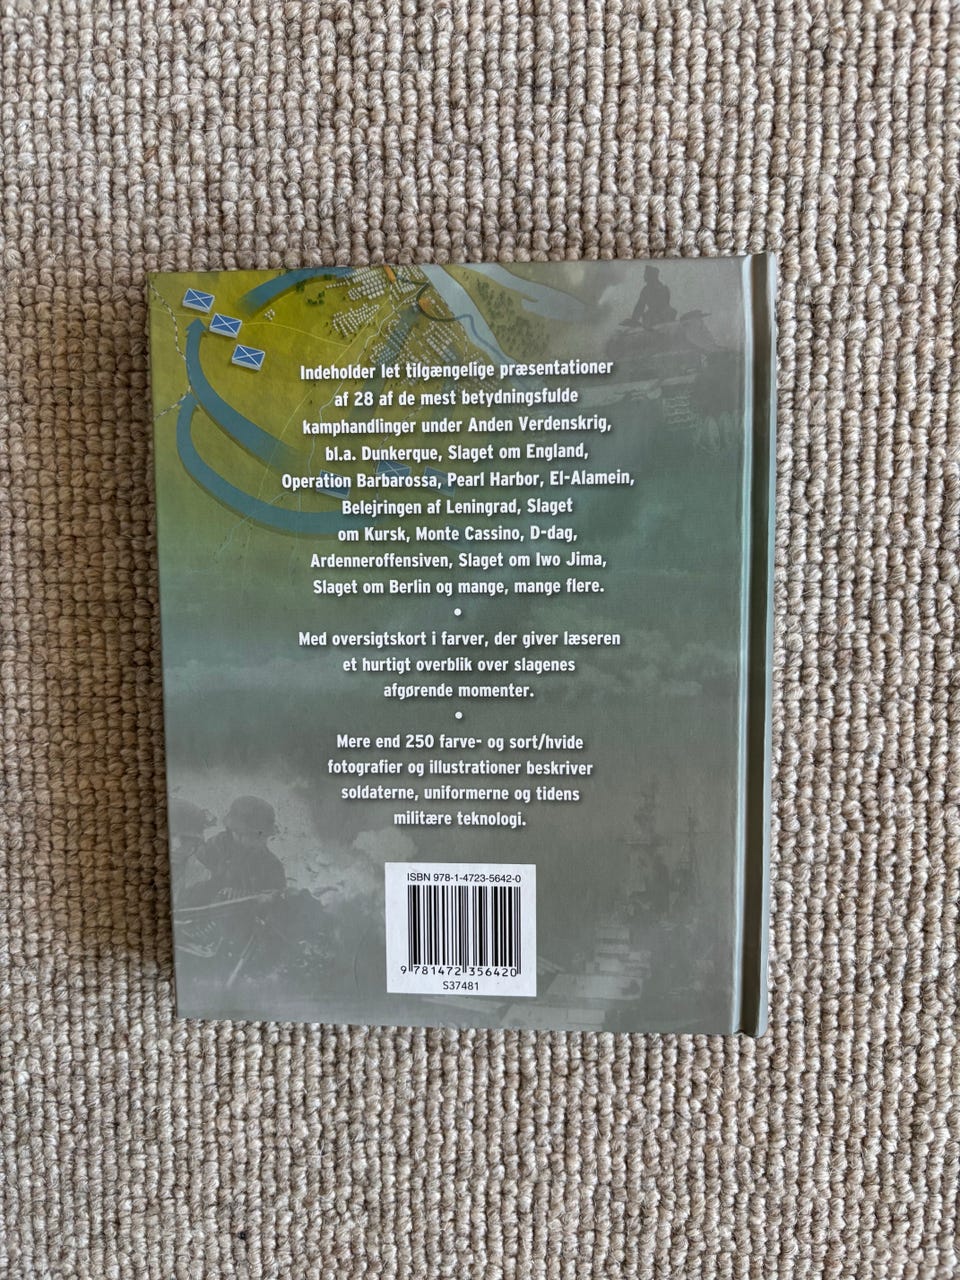 Indeholder let tilgængelige præsentationer
af 28 af de mest betydningsfulde
kamphandlinger under Anden Verdenskrig,
bl.a. Dunkerque, Slaget om England,
Operation Barbarossa, Pearl Harbor, El-Alamein,
Belejringen af Leningrad, Slaget
om Kursk, Monte Cassino, D-dag,
Ardenneroffensiven, Slaget om Iwo Jima,
Slaget om Berlin og mange, mange flere.
•
Med oversigtskort i farver, der giver læseren
et hurtigt overblik over slagenes
afgørende momenter.
•
Mere end 250 farve- og sort/hvide
fotografier og illustrationer beskriver
soldaterne, uniformerne og tidens
militære teknologi.
ISBN 978-1-4723-5642-0
9 781472 356420
S37481